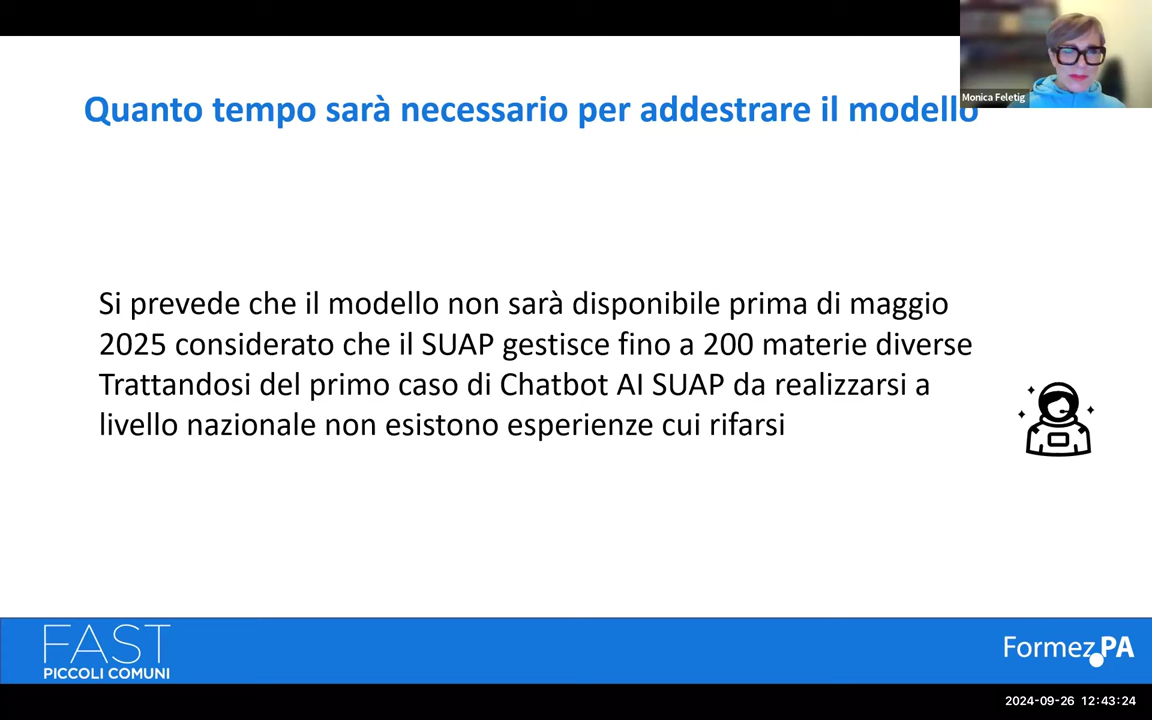 Monica Feletig
Quanto tempo sarà necessario per addestrare il modello
Si prevede che il modello non sarà disponibile prima di maggio
2025 considerato che il SUAP gestisce fino a 200 materie diverse
Trattandosi del primo caso di Chatbot AI SUAP da realizzarsi a
livello nazionale non esistono esperienze cui rifarsi
FAST
PICCOLI COMUNI
Formez PA
2024-09-26 12:43:24